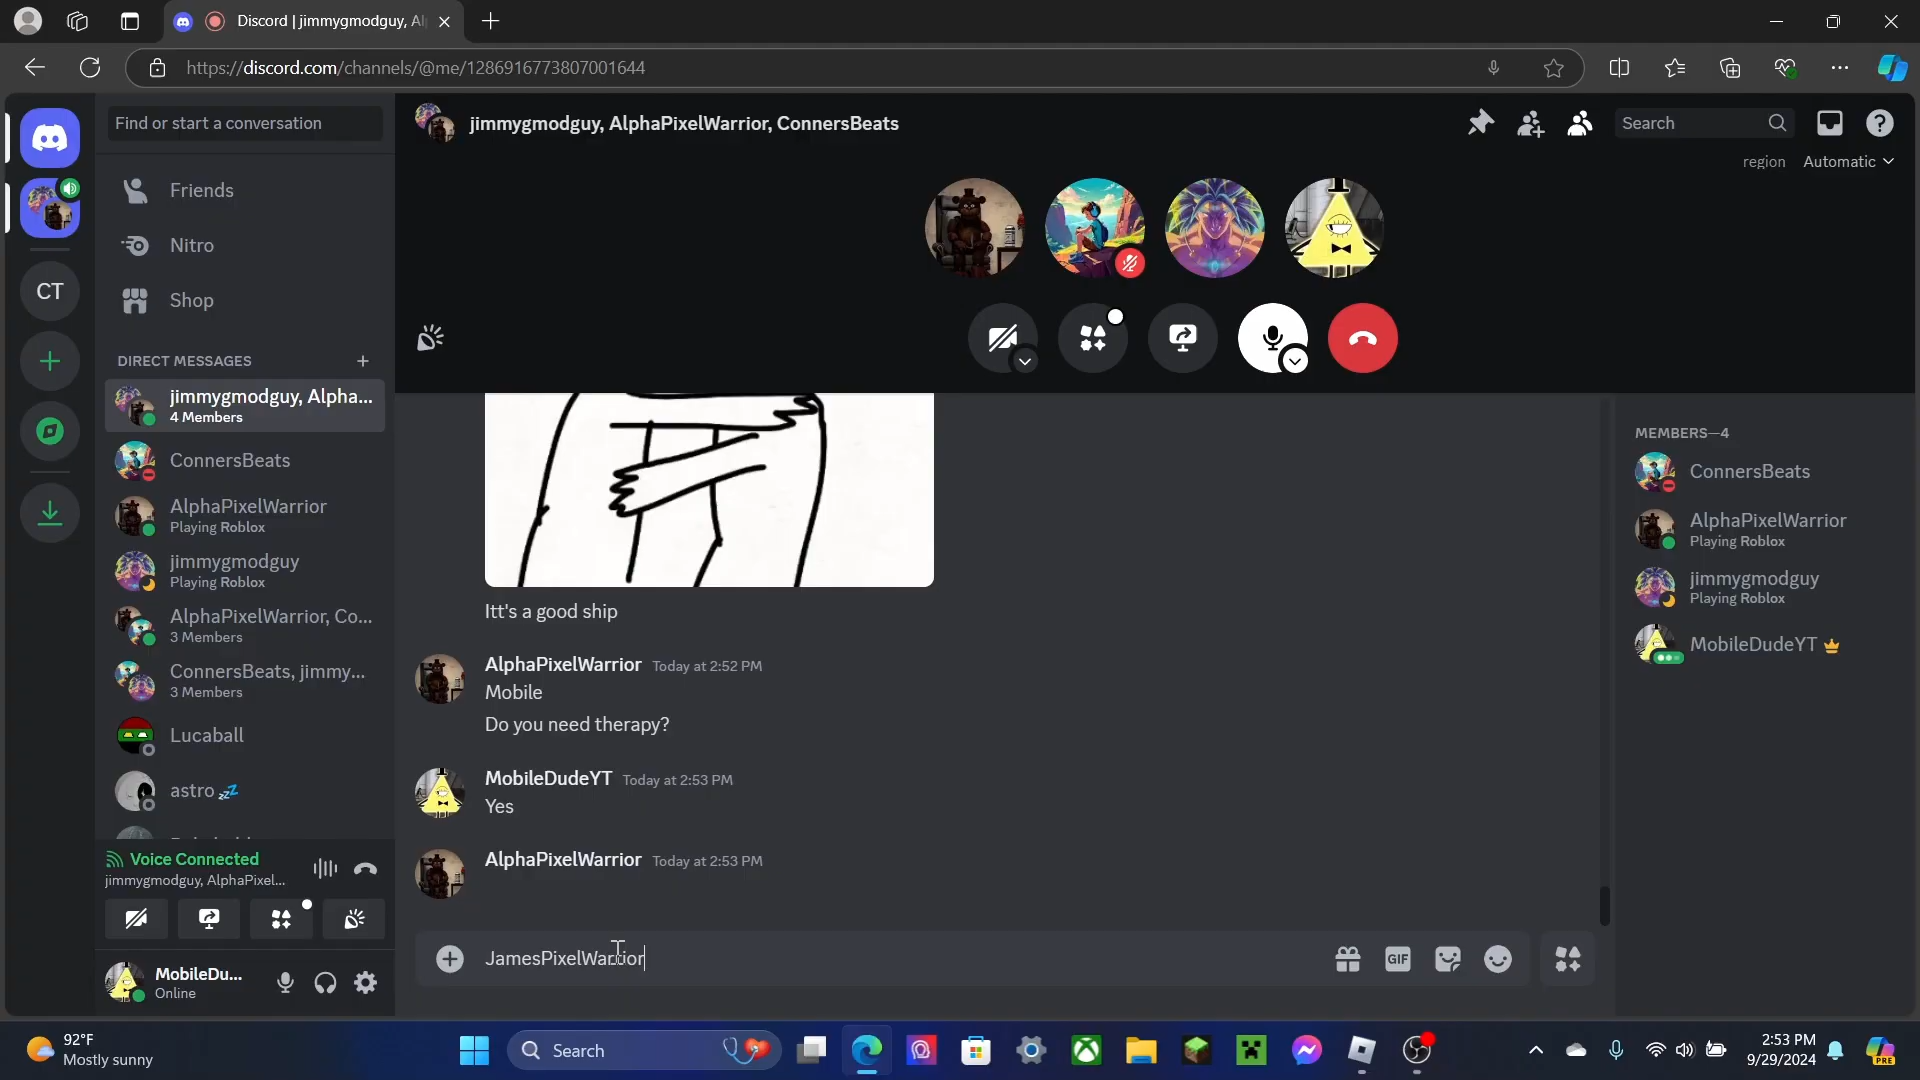 Discord | jimmygmodguy, Al
https://discord.com/channels/@me/1286916773807001644
Find or start a conversation
jimmygmodguy, AlphaPixelWarrior, ConnersBeats
Search
region Automatic
Friends
Nitro
Shop
CT
DIRECT MESSAGES
jimmygmodguy, Alpha...
4 Members
ConnersBeats
AlphaPixelWarrior
Playing Roblox
jimmygmodguy
Playing Roblox
AlphaPixelWarrior, Co...
3 Members
ConnersBeats, jimmy...
3 Members
Lucaball
astro 💤
Voice Connected
jimmygmodguy, AlphaPixel...
MobileDu...
Online
Itt's a good ship
AlphaPixelWarrior Today at 2:52 PM
Mobile
Do you need therapy?
MobileDudeYT Today at 2:53 PM
Yes
AlphaPixelWarrior Today at 2:53 PM
JamesPixelWarrior
GIF
MEMBERS—4
ConnersBeats
AlphaPixelWarrior
Playing Roblox
jimmygmodguy
Playing Roblox
MobileDudeYT
92°F
Mostly sunny
Search
2:53 PM
9/29/2024
PRE